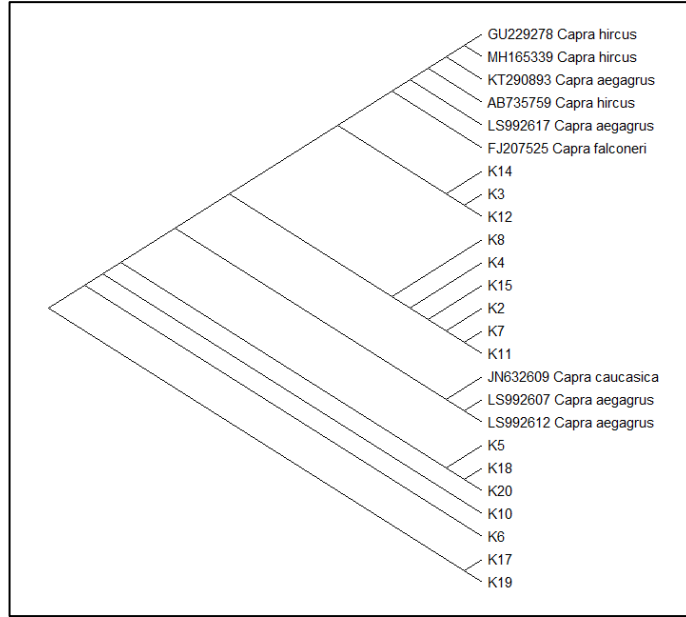 GU229278 Capra hircus
MH165339 Capra hircus
KT290893 Capra aegagrus
AB735759 Capra hircus
LS992617 Capra aegagrus
FJ207525 Capra falconeri
K14
K3
K12
K8
K4
K15
K2
K7
K11
JN632609 Capra caucasica
LS992607 Capra aegagrus
LS992612 Capra aegagrus
K5
K18
K20
K10
K6
K17
K19